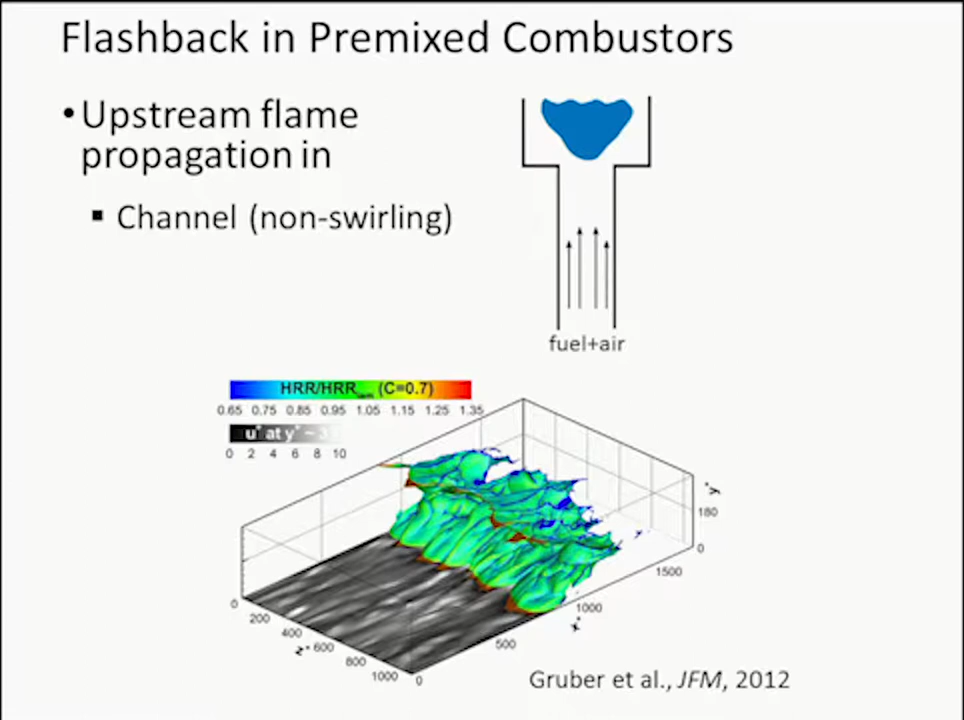 Flashback in Premixed Combustors
• Upstream flame
propagation in
▪ Channel (non-swirling)
fuel+air
HRR/HRR (C=0.7)
0.65 0.75 0.85 0.95 1.05 1.15 1.25 1.35
u⁺ at y⁺ ~ 3
0 2 4 6 8 10
y⁺
180
0
1500
1000
x⁺
500
0
0
200
400
z⁺ 600
800
1000
Gruber et al., JFM, 2012